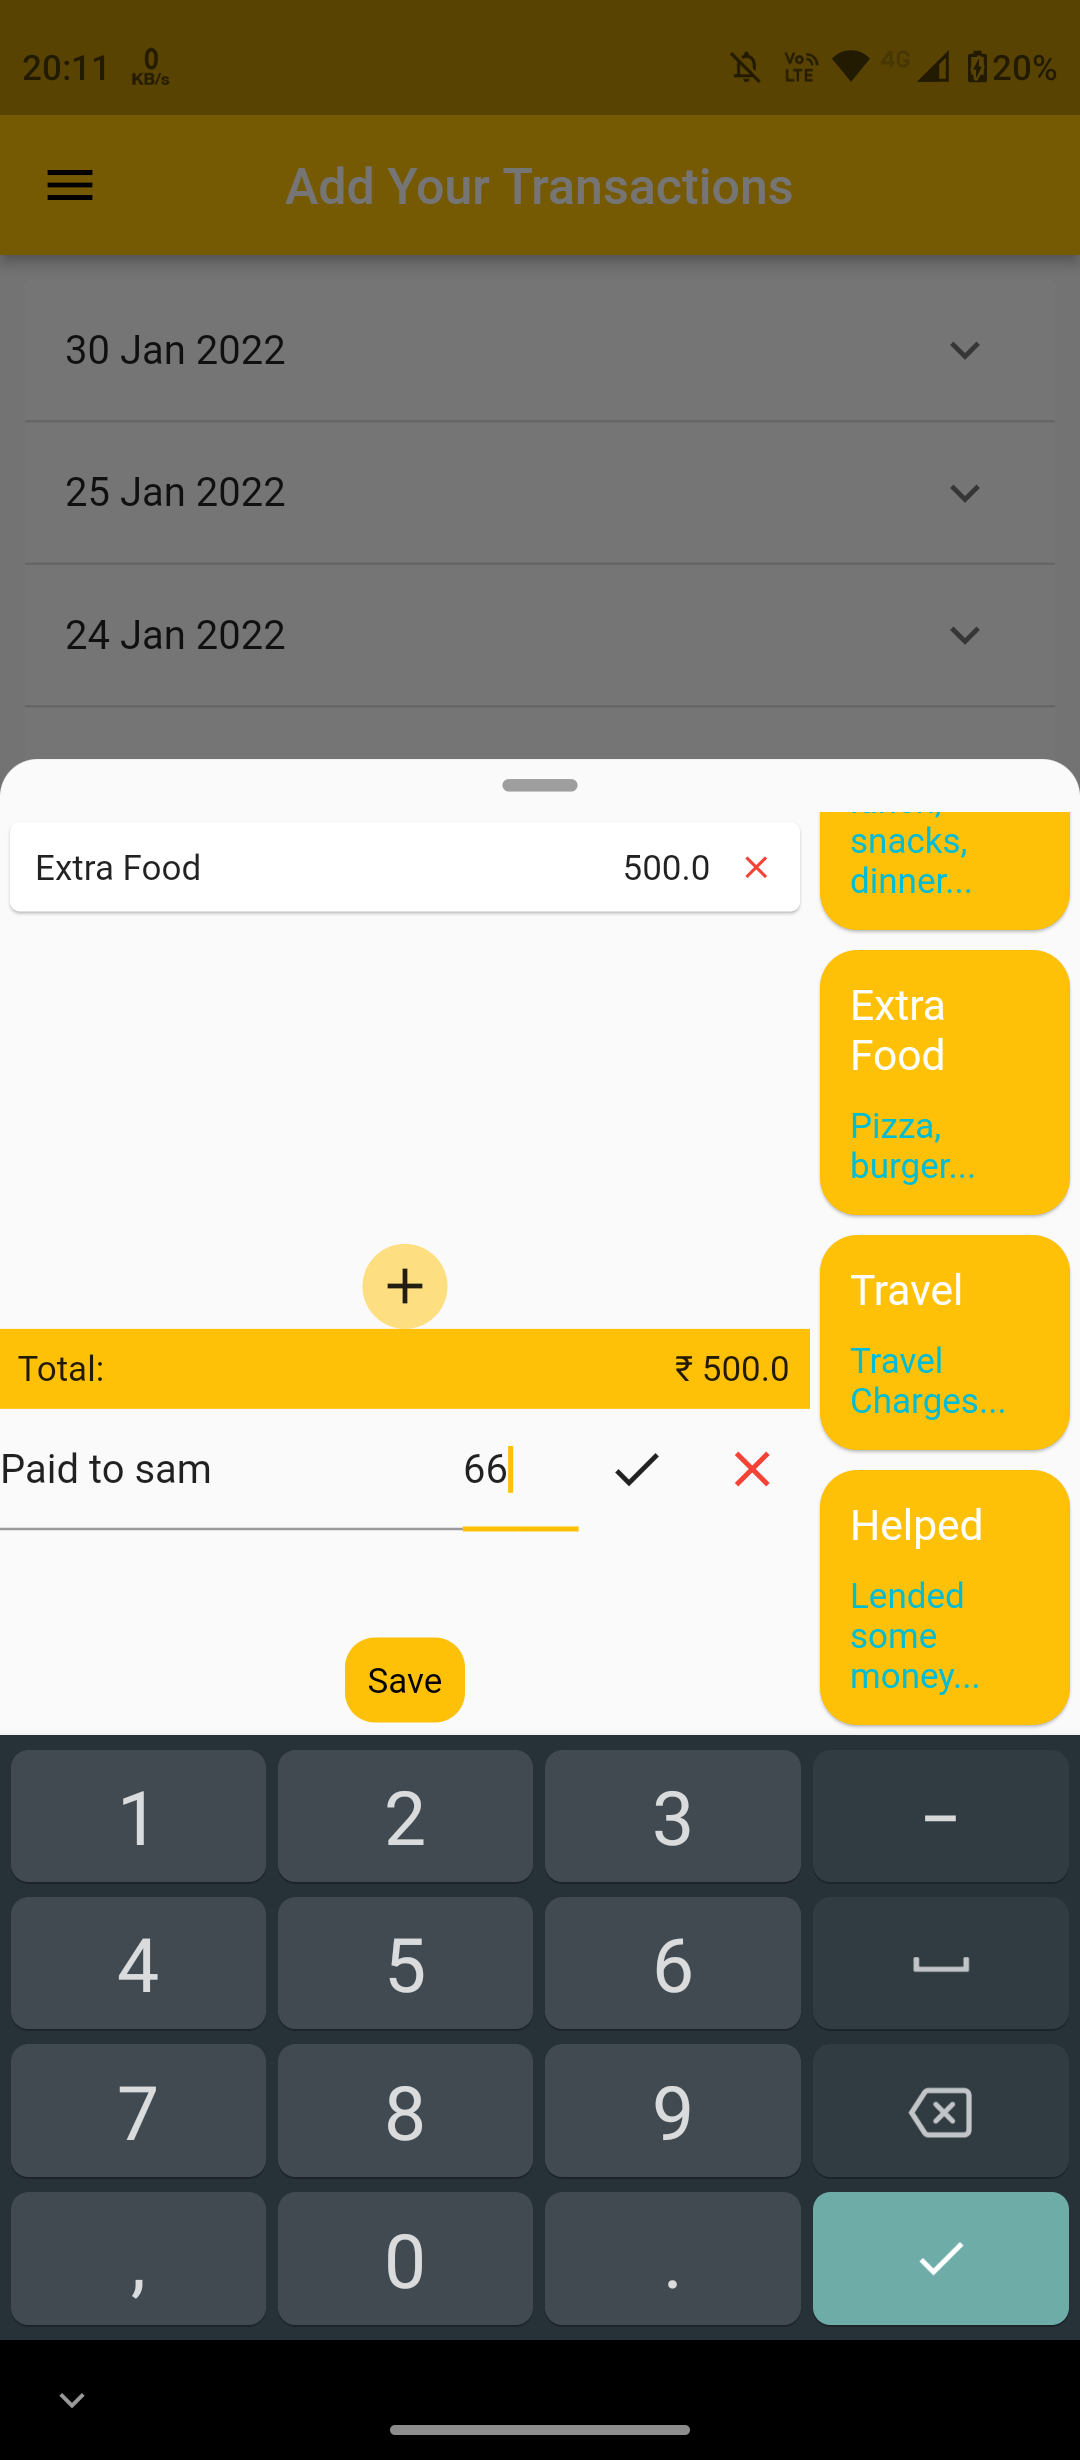 20:11 0 KB/s Vo LTE 4G 20%
Add Your Transactions
30 Jan 2022
25 Jan 2022
24 Jan 2022
Extra Food 500.0
snacks,
dinner...
Extra
Food
Pizza,
burger...
Travel
Travel
Charges...
Total: ₹ 500.0
Paid to sam 66
Helped
Lended
some
money...
Save
1 2 3 –
4 5 6
7 8 9
, 0 .